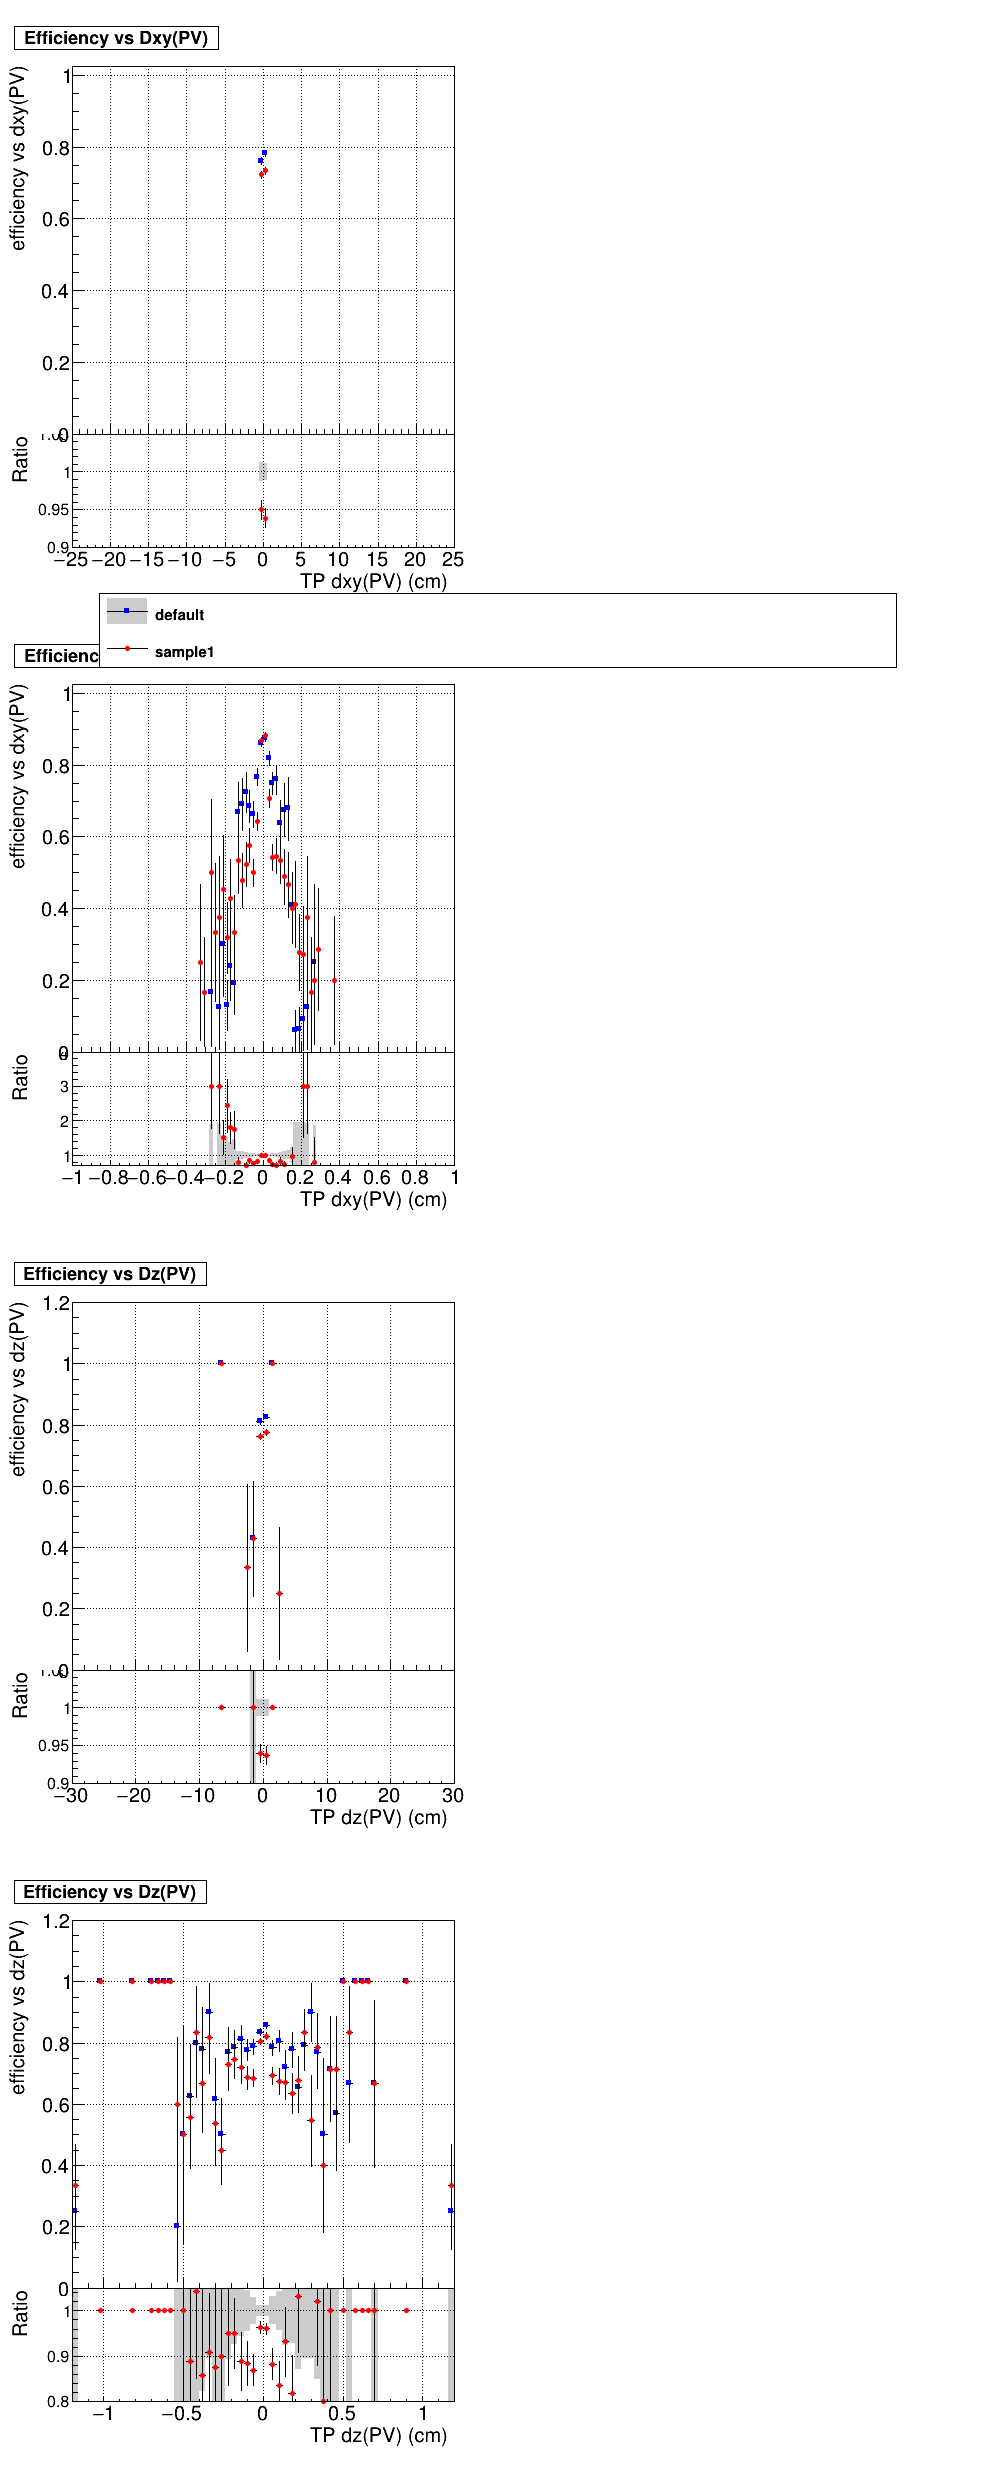 Efficiency vs Dxy(PV)
efficiency vs dxy(PV)
1
0.8
0.6
0.4
0.2
0
Ratio
1
0.95
0.9
−25 −20 −15 −10 −5 0 5 10 15 20 25
TP dxy(PV) (cm)
default
sample1
Efficienc
efficiency vs dxy(PV)
1
0.8
0.6
0.4
0.2
0
Ratio
3
2
1
−1 −0.8 −0.6 −0.4 −0.2 0 0.2 0.4 0.6 0.8 1
TP dxy(PV) (cm)
Efficiency vs Dz(PV)
efficiency vs dz(PV)
1.2
1
0.8
0.6
0.4
0.2
0
Ratio
1
0.95
0.9
−30 −20 −10 0 10 20 30
TP dz(PV) (cm)
Efficiency vs Dz(PV)
efficiency vs dz(PV)
1.2
1
0.8
0.6
0.4
0.2
0
Ratio
1
0.9
0.8
−1 −0.5 0 0.5 1
TP dz(PV) (cm)